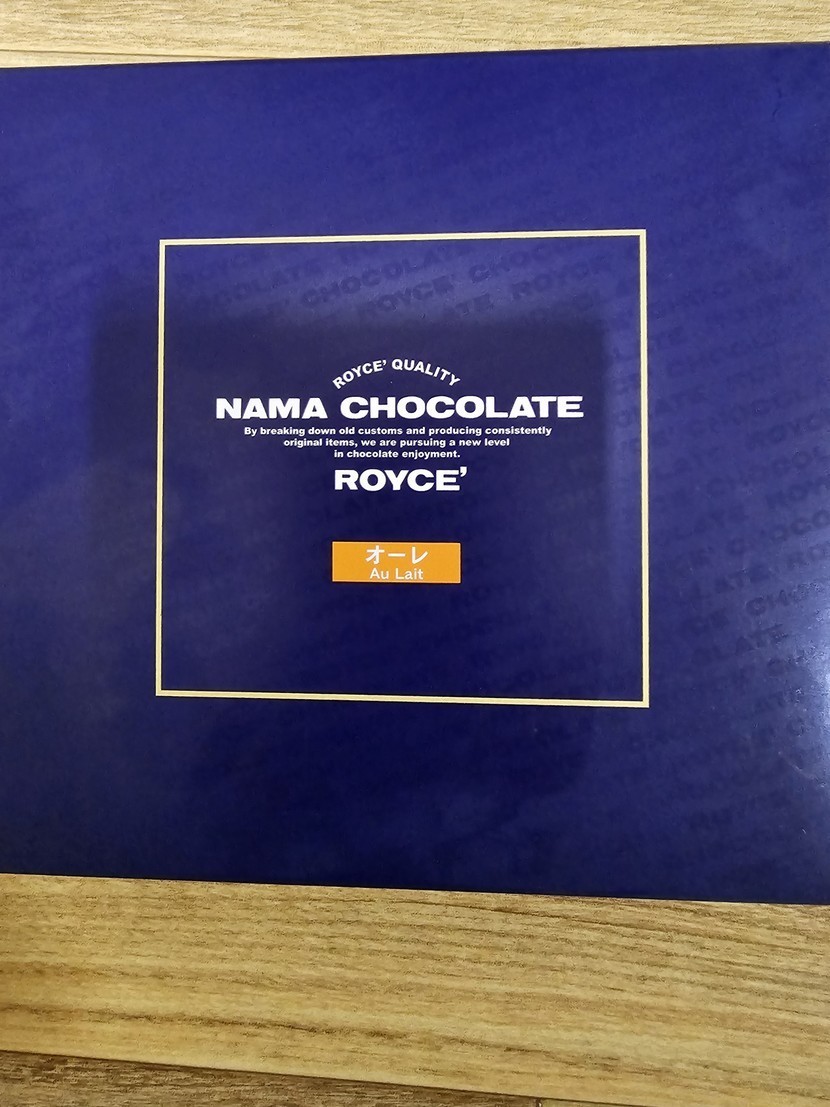 ROYCE' QUALITY
NAMA CHOCOLATE
By breaking down old customs and producing consistently
original items, we are pursuing a new level
in chocolate enjoyment.
ROYCE'
オーレ
Au Lait